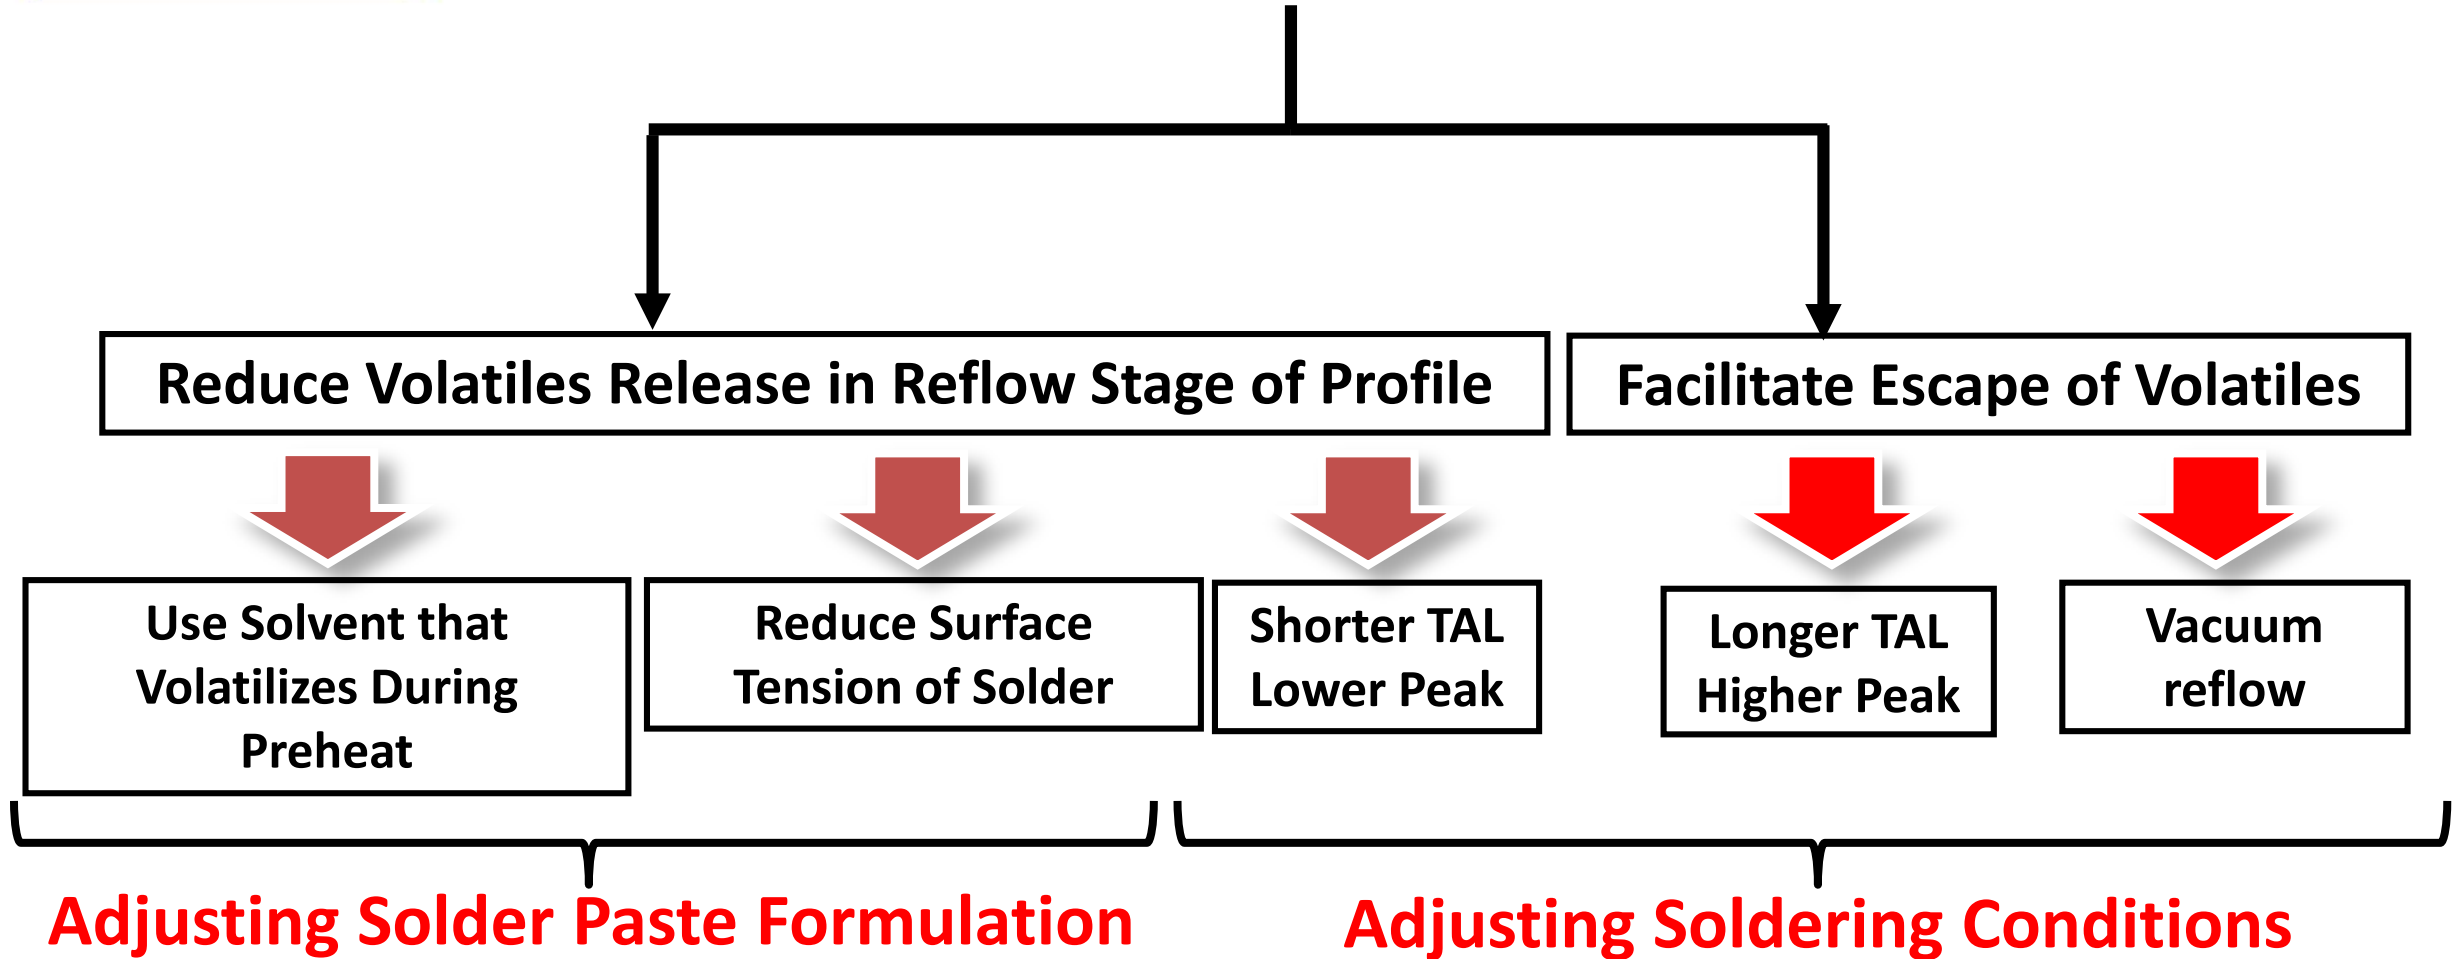 Reduce Volatiles Release in Reflow Stage of Profile
Facilitate Escape of Volatiles
Use Solvent that
Volatilizes During
Preheat
Reduce Surface
Tension of Solder
Shorter TAL
Lower Peak
Longer TAL
Higher Peak
Vacuum
reflow
Adjusting Solder Paste Formulation
Adjusting Soldering Conditions